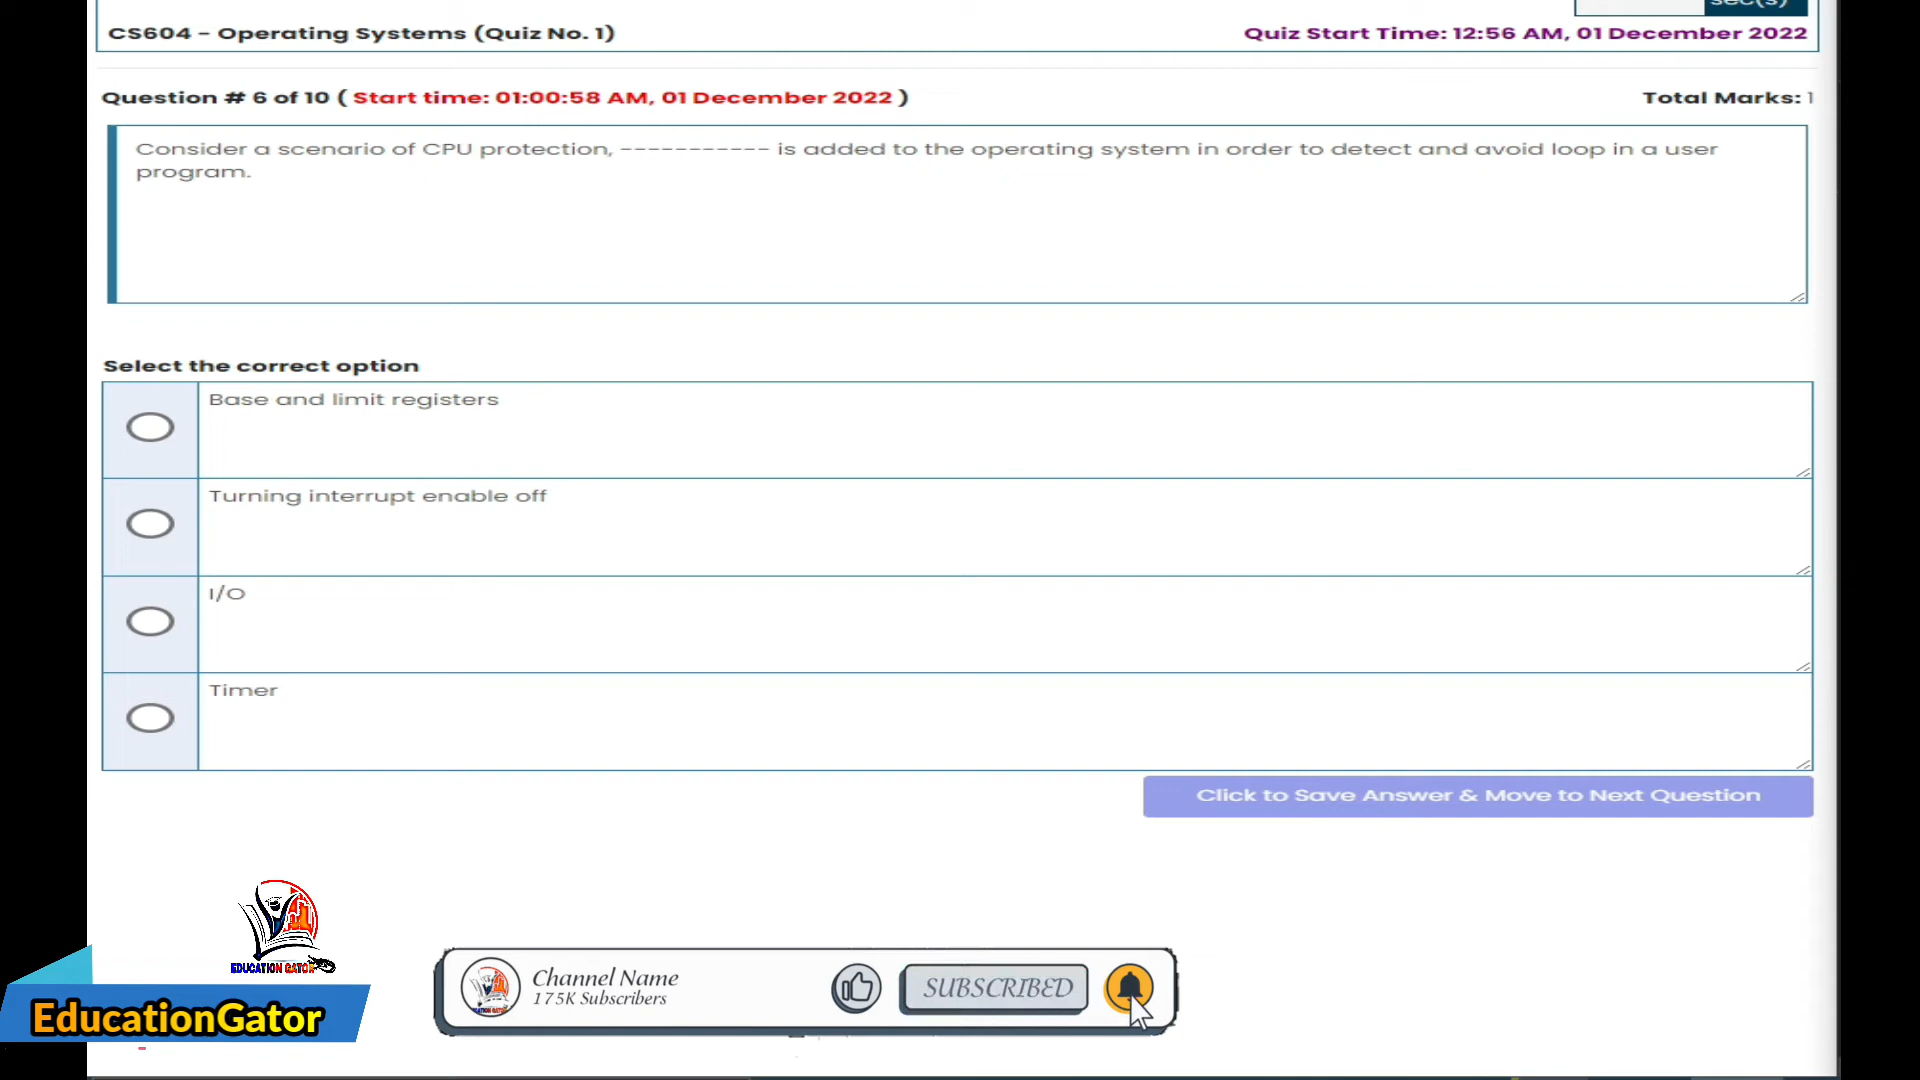 sec(s)
CS604 - Operating Systems (Quiz No. 1)
Quiz Start Time: 12:56 AM, 01 December 2022
Question # 6 of 10 ( Start time: 01:00:58 AM, 01 December 2022 )
Total Marks: 1
Consider a scenario of CPU protection, ----------- is added to the operating system in order to detect and avoid loop in a user
program.
Select the correct option
Base and limit registers
Turning interrupt enable off
I/O
Timer
Click to Save Answer & Move to Next Question
EDUCATION GATOR
Channel Name
175K Subscribers
SUBSCRIBED
EducationGator